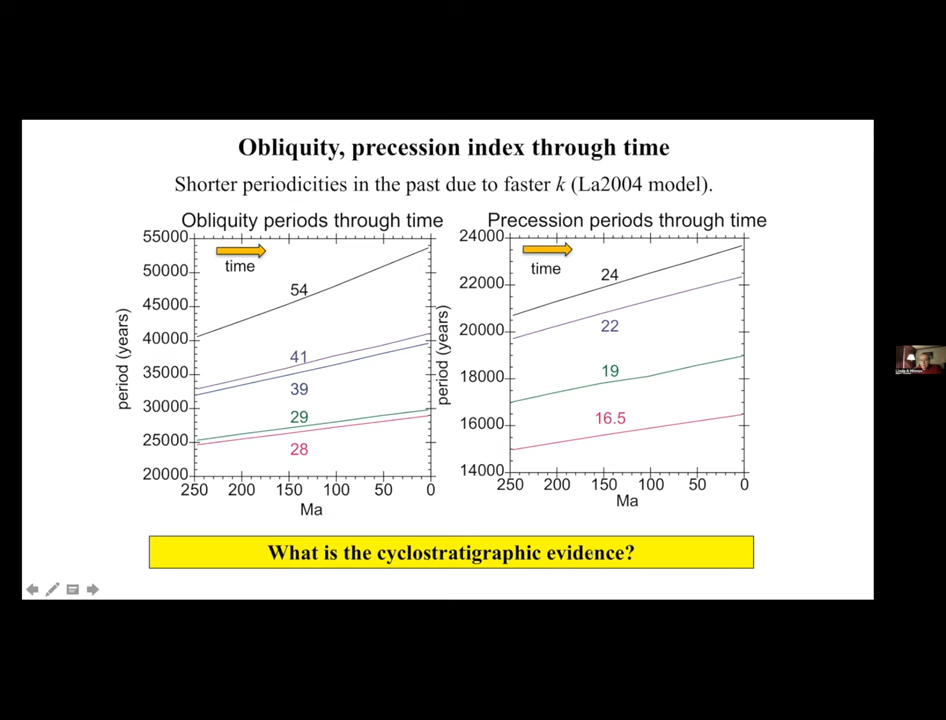 Obliquity, precession index through time
Shorter periodicities in the past due to faster k (La2004 model).
Obliquity periods through time
55000
50000
45000
40000
35000
30000
25000
20000
period (years)
time
54
41
39
29
28
250 200 150 100 50 0
Ma
Precession periods through time
24000
22000
20000
18000
16000
14000
period (years)
time
24
22
19
16.5
250 200 150 100 50 0
Ma
What is the cyclostratigraphic evidence?